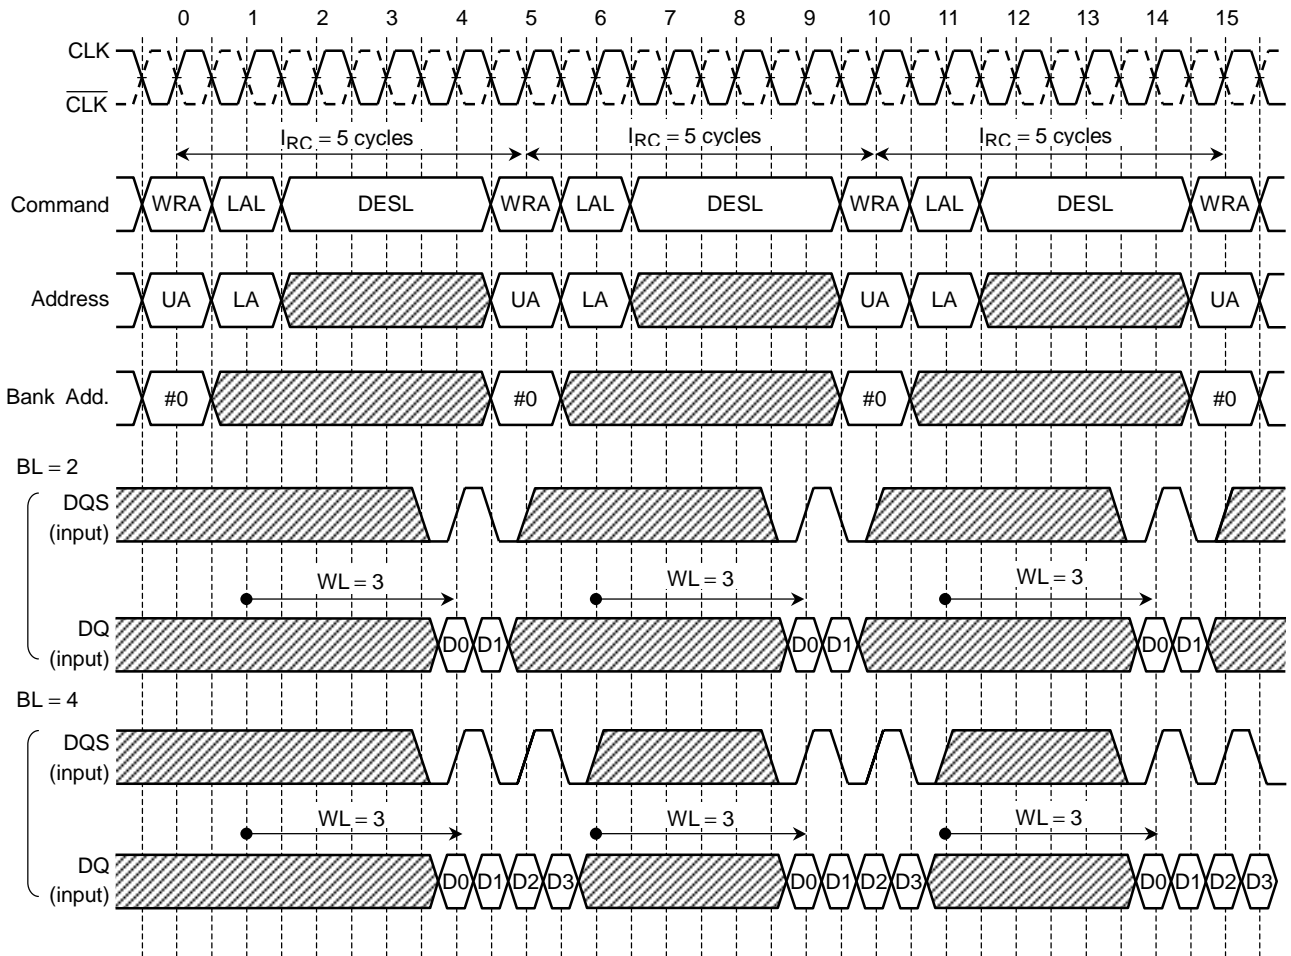 0 1 2 3 4 5 6 7 8 9 10 11 12 13 14 15
CLK
CLK
IRC = 5 cycles IRC = 5 cycles IRC = 5 cycles
Command WRA LAL DESL WRA LAL DESL WRA LAL DESL WRA
Address UA LA UA LA UA LA UA
Bank Add. #0 #0 #0 #0
BL = 2
DQS
(input)
WL = 3 WL = 3 WL = 3
DQ
(input)
D0 D1 D0 D1 D0 D1
BL = 4
DQS
(input)
WL = 3 WL = 3 WL = 3
DQ
(input)
D0 D1 D2 D3 D0 D1 D2 D3 D0 D1 D2 D3